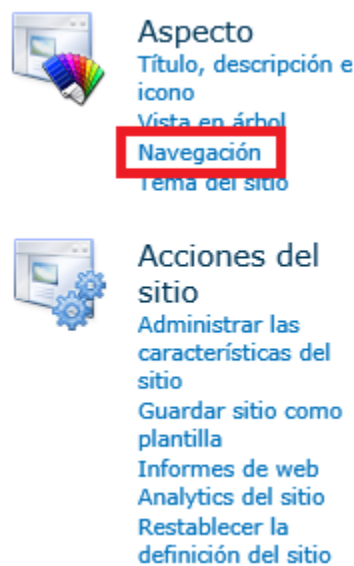 Aspecto
Título, descripción e
icono
Vista en árbol
Navegación
Tema del sitio
Acciones del
sitio
Administrar las
características del
sitio
Guardar sitio como
plantilla
Informes de web
Analytics del sitio
Restablecer la
definición del sitio